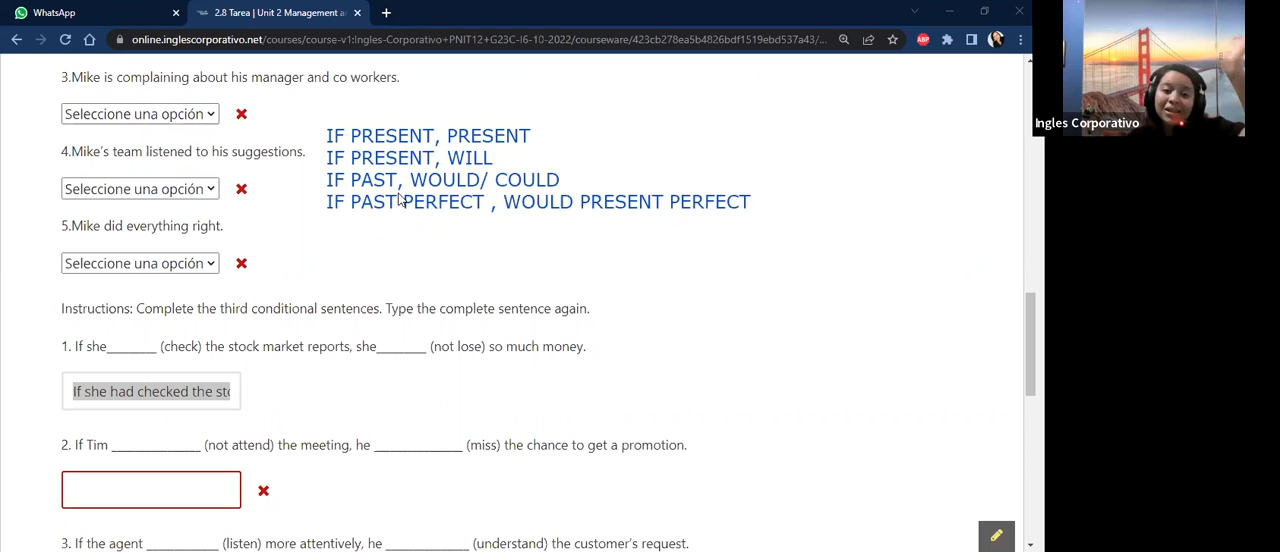 WhatsApp
2.8 Tarea | Unit 2 Management a
online.inglescorporativo.net/courses/course-v1:Ingles-Corporativo+PNIT12+G23C-I6-10-2022/courseware/423cb278ea5b4826bdf1519ebd537a43/...
ABP
3.Mike is complaining about his manager and co workers.
Seleccione una opción
4.Mike's team listened to his suggestions.
Seleccione una opción
5.Mike did everything right.
Seleccione una opción
IF PRESENT, PRESENT
IF PRESENT, WILL
IF PAST, WOULD/ COULD
IF PAST PERFECT , WOULD PRESENT PERFECT
Instructions: Complete the third conditional sentences. Type the complete sentence again.
1. If she_______ (check) the stock market reports, she_______ (not lose) so much money.
If she had checked the sto
2. If Tim _____________ (not attend) the meeting, he _____________ (miss) the chance to get a promotion.
3. If the agent __________ (listen) more attentively, he ___________ (understand) the customer's request.
Ingles Corporativo